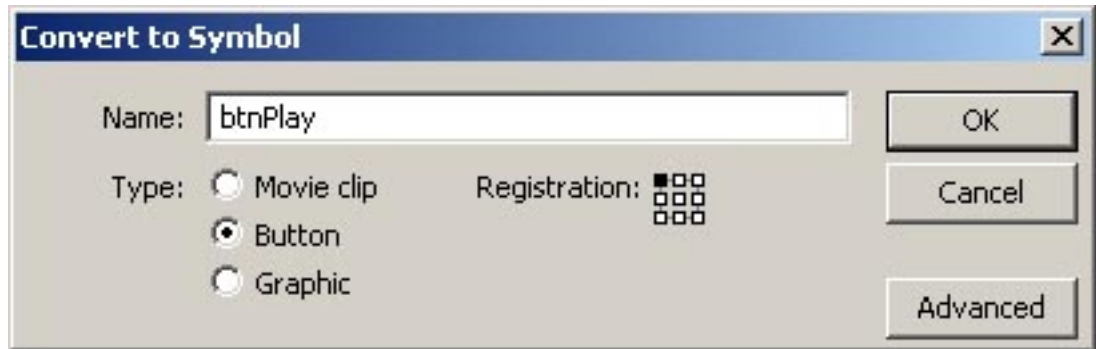 Convert to Symbol
Name: btnPlay
OK
Type: Movie clip
Registration:
Cancel
Button
Graphic
Advanced